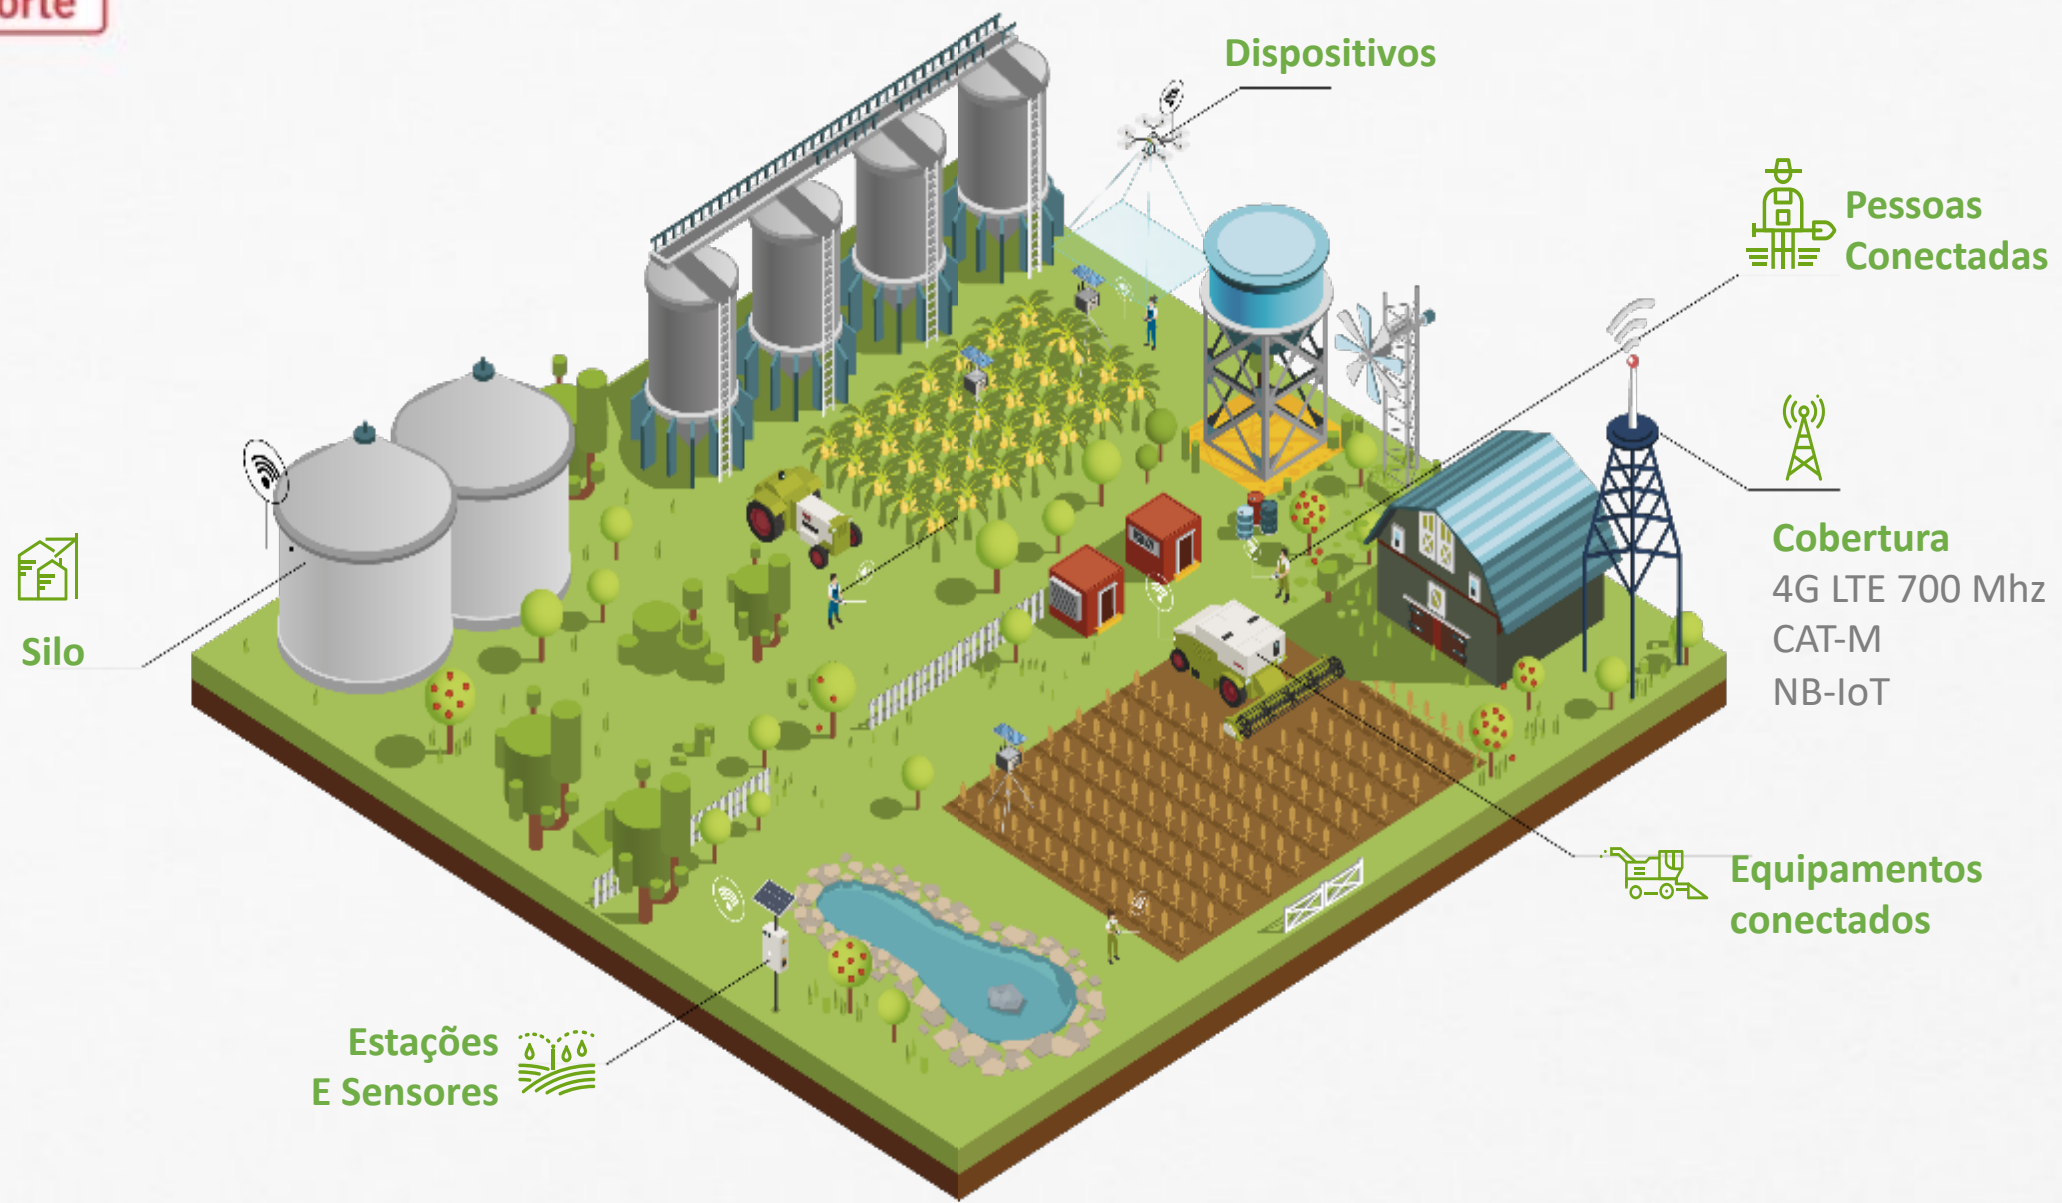 Dispositivos
Pessoas
Conectadas
Cobertura
4G LTE 700 Mhz
CAT-M
NB-IoT
Silo
Equipamentos
conectados
Estações
E Sensores